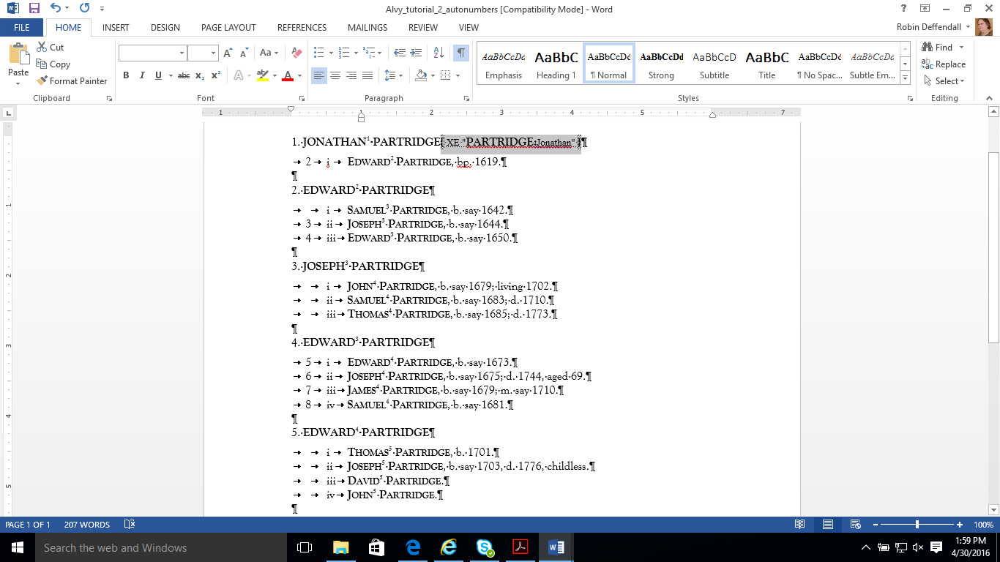 Alvy_tutorial_2_autonumbers [Compatibility Mode] - Word
FILE HOME INSERT DESIGN PAGE LAYOUT REFERENCES MAILINGS REVIEW VIEW Robin Deffendall
Paste Cut Copy Format Painter
Clipboard Font Paragraph Styles Editing
AaBbCcDc AaBbC AaBbCcDd AaBbCcDd AaBbCcD AaBbC AaBbCcDd AaBbCcDd
Emphasis Heading 1 ¶ Normal Strong Subtitle Title ¶ No Spac... Subtle Em...
Find Replace Select
1 1 2 3 4 5 7
1.·JONATHAN¹·PARTRIDGE{·XE·"PARTRIDGE:Jonathan"·}¶
→ 2 → i → EDWARD²·PARTRIDGE,·bp.·1619.¶
¶
2.·EDWARD²·PARTRIDGE¶
→ → i → SAMUEL³·PARTRIDGE,·b.·say·1642.¶
→ 3 → ii → JOSEPH³·PARTRIDGE,·b.·say·1644.¶
→ 4 → iii → EDWARD³·PARTRIDGE,·b.·say·1650.¶
¶
3.·JOSEPH³·PARTRIDGE¶
→ → i → JOHN⁴·PARTRIDGE,·b.·say·1679;·living·1702.¶
→ → ii → SAMUEL⁴·PARTRIDGE,·b.·say·1683;·d.·1710.¶
→ → iii → THOMAS⁴·PARTRIDGE,·b.·say·1685;·d.·1773.¶
¶
4.·EDWARD³·PARTRIDGE¶
→ 5 → i → EDWARD⁴·PARTRIDGE,·b.·say·1673.¶
→ 6 → ii → JOSEPH⁴·PARTRIDGE,·b.·say·1675;·d.·1744,·aged·69.¶
→ 7 → iii → JAMES⁴·PARTRIDGE,·b.·say·1679;·m.·say·1710.¶
→ 8 → iv → SAMUEL⁴·PARTRIDGE,·b.·say·1681.¶
¶
5.·EDWARD⁴·PARTRIDGE¶
→ → i → THOMAS⁵·PARTRIDGE,·b.·1701.¶
→ → ii → JOSEPH⁵·PARTRIDGE,·b.·say·1703,·d.·1776,·childless.¶
→ → iii → DAVID⁵·PARTRIDGE.¶
→ → iv → JOHN⁵·PARTRIDGE.¶
¶
PAGE 1 OF 1 207 WORDS 100%
Search the web and Windows
1:59 PM
4/30/2016